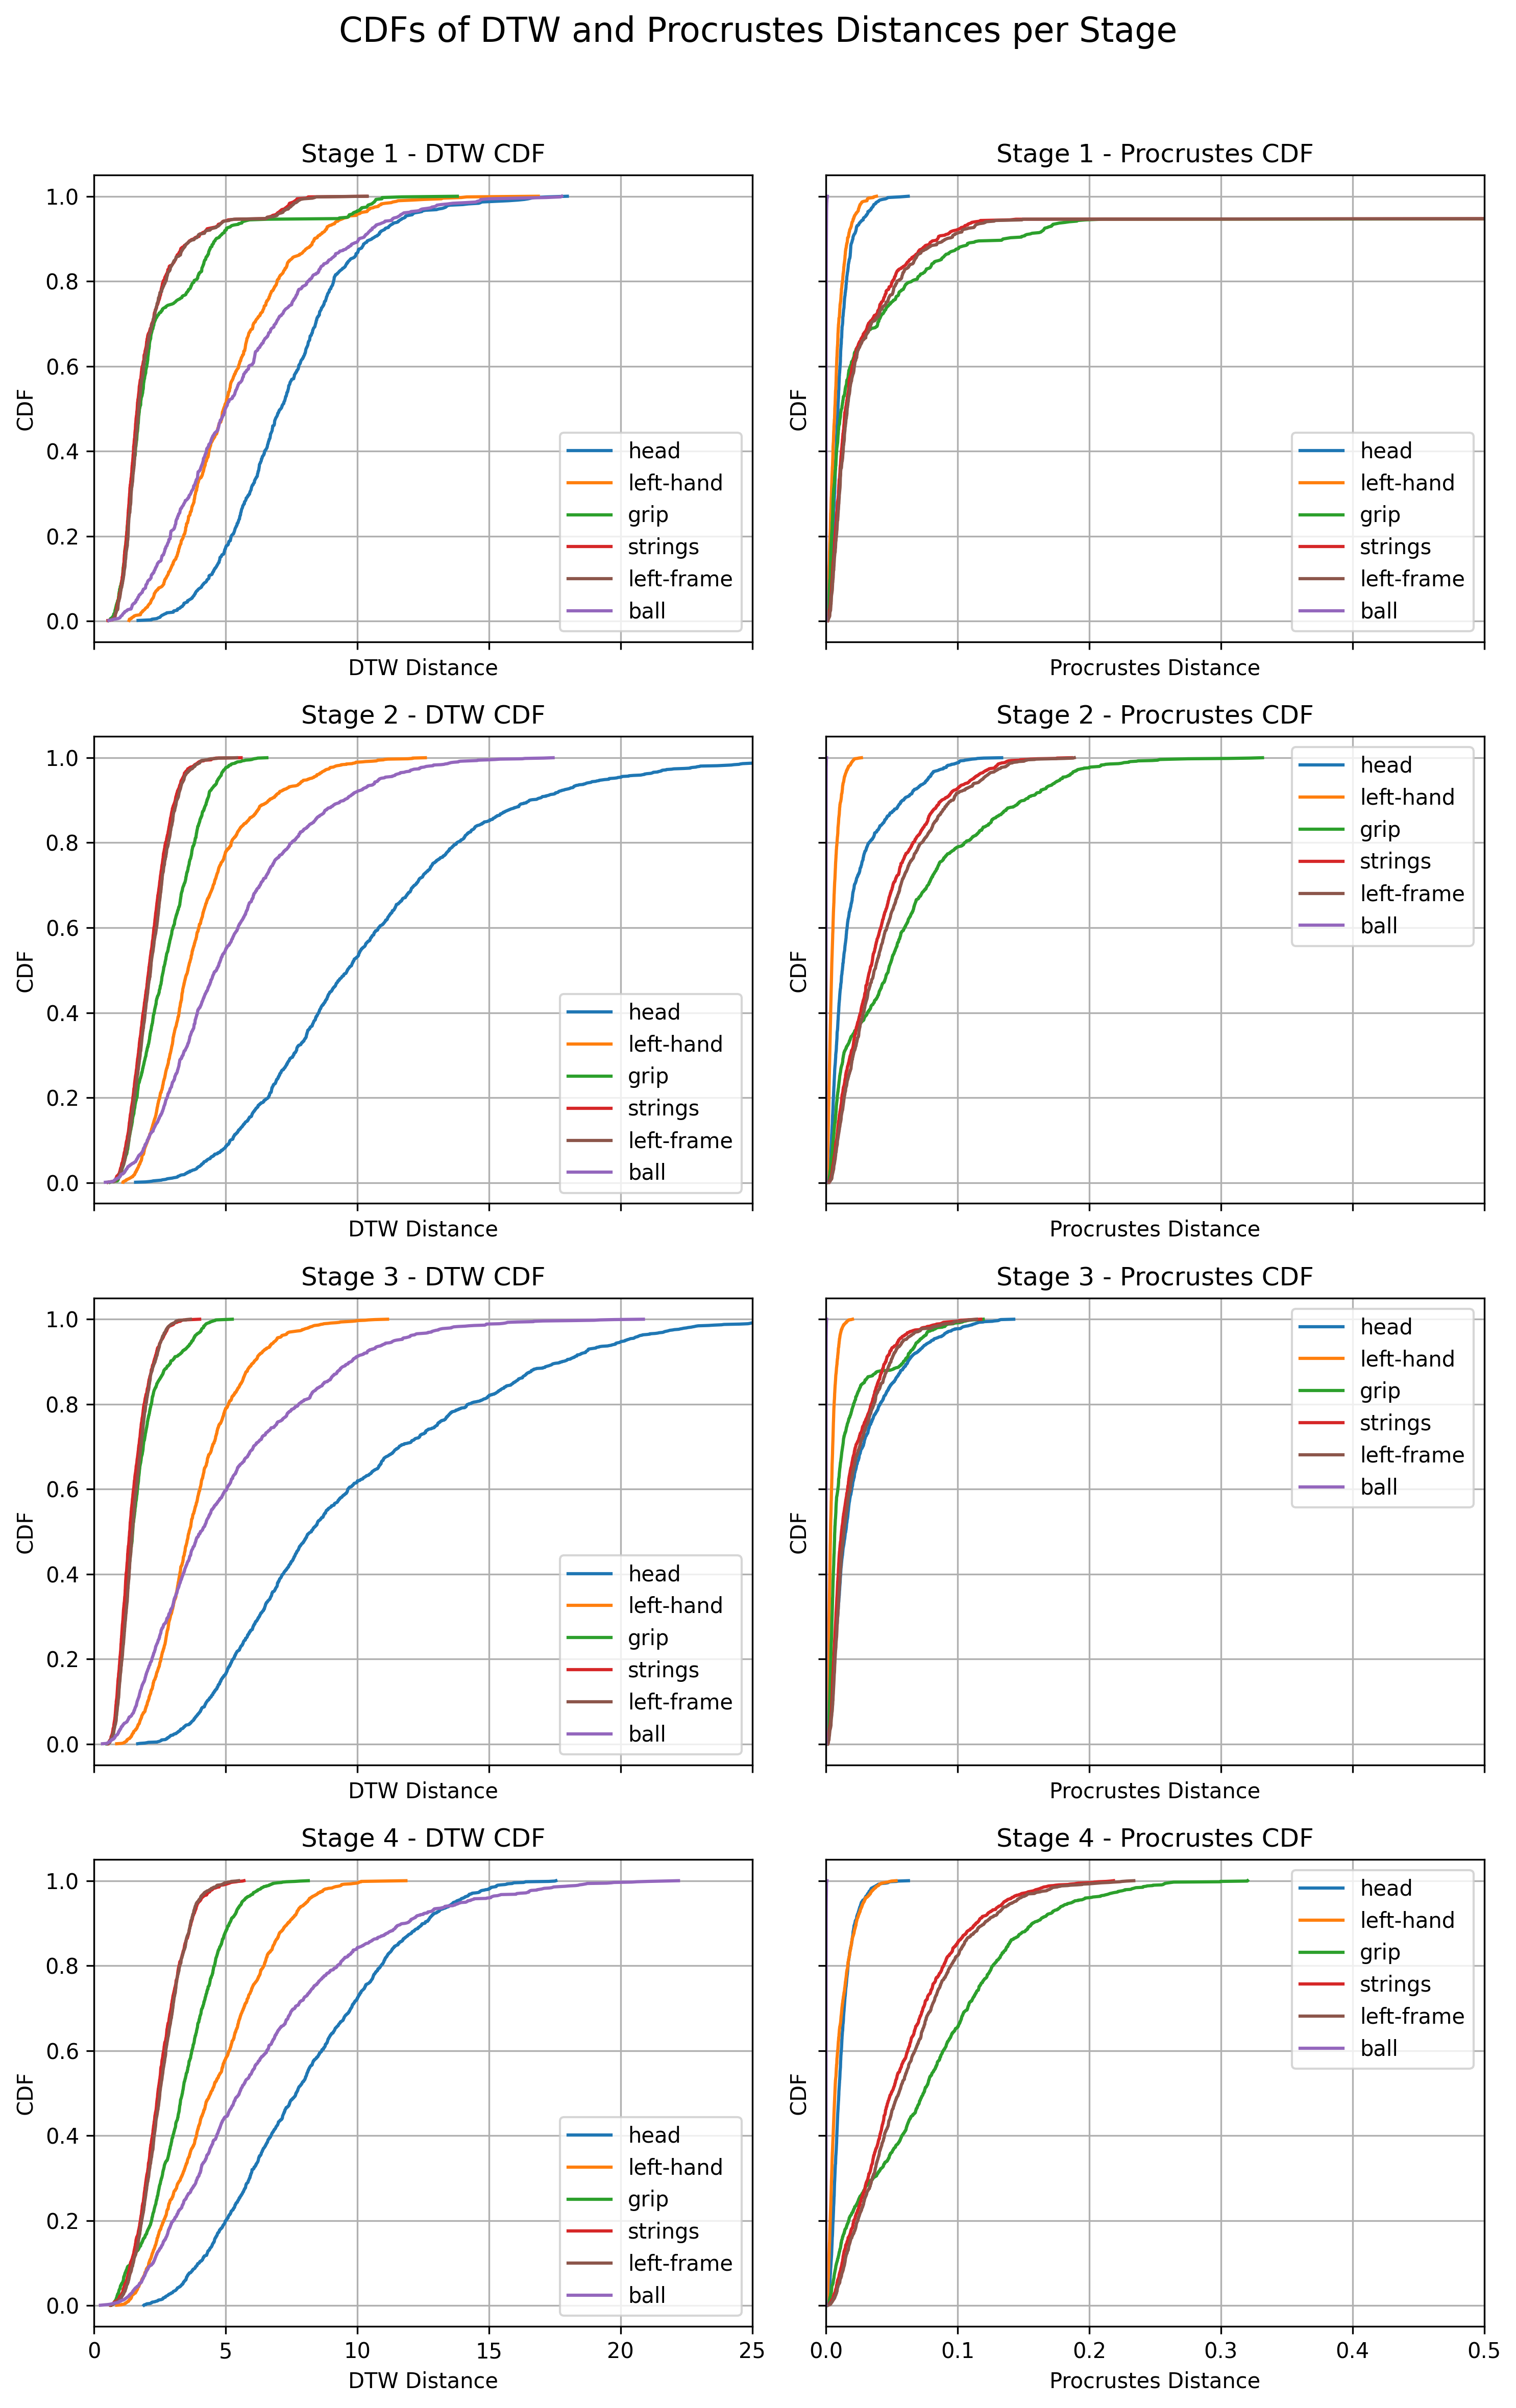 CDFs of DTW and Procrustes Distances per Stage
Stage 1 - DTW CDF
CDF
1.0
0.8
0.6
0.4
0.2
0.0
head
left-hand
grip
strings
left-frame
ball
DTW Distance
Stage 1 - Procrustes CDF
CDF
head
left-hand
grip
strings
left-frame
ball
Procrustes Distance
Stage 2 - DTW CDF
CDF
1.0
0.8
0.6
0.4
0.2
0.0
head
left-hand
grip
strings
left-frame
ball
DTW Distance
Stage 2 - Procrustes CDF
CDF
head
left-hand
grip
strings
left-frame
ball
Procrustes Distance
Stage 3 - DTW CDF
CDF
1.0
0.8
0.6
0.4
0.2
0.0
head
left-hand
grip
strings
left-frame
ball
DTW Distance
Stage 3 - Procrustes CDF
CDF
head
left-hand
grip
strings
left-frame
ball
Procrustes Distance
Stage 4 - DTW CDF
CDF
1.0
0.8
0.6
0.4
0.2
0.0
head
left-hand
grip
strings
left-frame
ball
0 5 10 15 20 25
DTW Distance
Stage 4 - Procrustes CDF
CDF
head
left-hand
grip
strings
left-frame
ball
0.0 0.1 0.2 0.3 0.4 0.5
Procrustes Distance